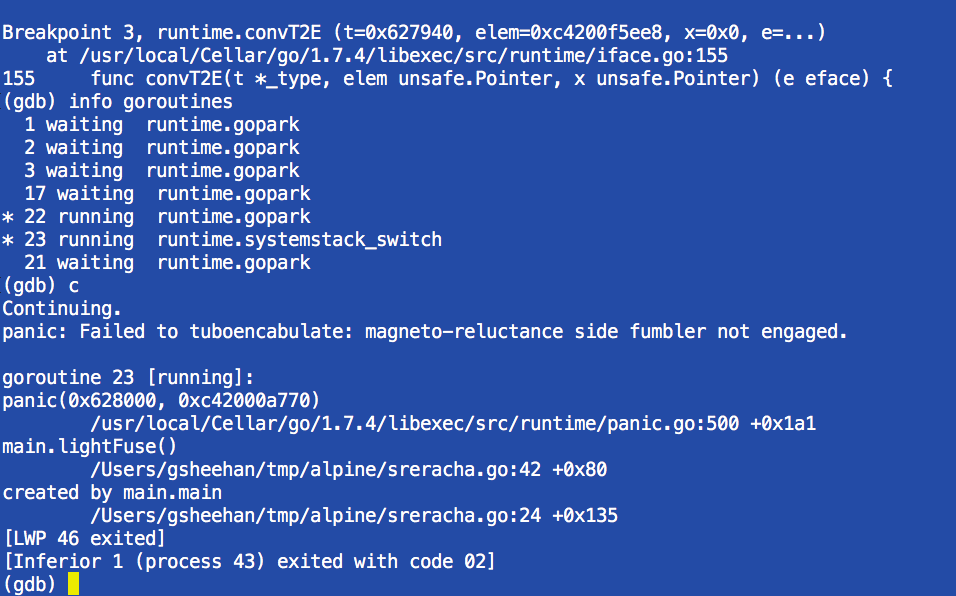 Breakpoint 3, runtime.convT2E (t=0x627940, elem=0xc4200f5ee8, x=0x0, e=...)
    at /usr/local/Cellar/go/1.7.4/libexec/src/runtime/iface.go:155
155     func convT2E(t *_type, elem unsafe.Pointer, x unsafe.Pointer) (e eface) {
(gdb) info goroutines
  1 waiting  runtime.gopark
  2 waiting  runtime.gopark
  3 waiting  runtime.gopark
  17 waiting  runtime.gopark
* 22 running  runtime.gopark
* 23 running  runtime.systemstack_switch
  21 waiting  runtime.gopark
(gdb) c
Continuing.
panic: Failed to tuboencabulate: magneto-reluctance side fumbler not engaged.

goroutine 23 [running]:
panic(0x628000, 0xc42000a770)
        /usr/local/Cellar/go/1.7.4/libexec/src/runtime/panic.go:500 +0x1a1
main.lightFuse()
        /Users/gsheehan/tmp/alpine/sreracha.go:42 +0x80
created by main.main
        /Users/gsheehan/tmp/alpine/sreracha.go:24 +0x135
[LWP 46 exited]
[Inferior 1 (process 43) exited with code 02]
(gdb)